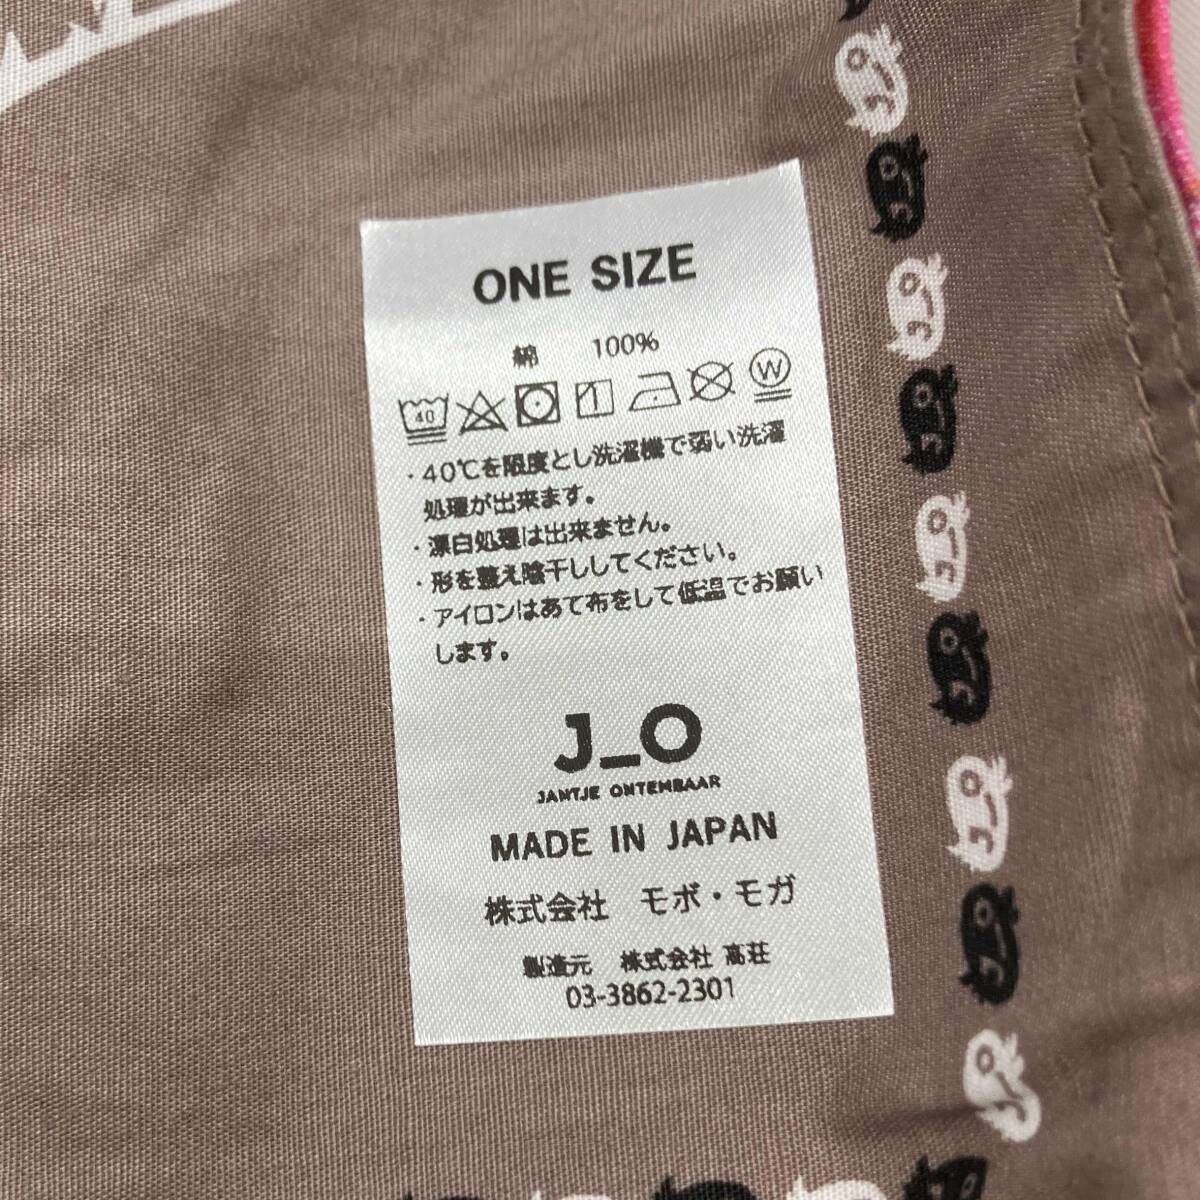 ONE SIZE
綿 100%
40 1 W
・40℃を限度とし洗濯機で弱い洗濯
処理が出来ます。
・漂白処理は出来ません。
・形を整え陰干ししてください。
・アイロンはあて布をして低温でお願い
します。
J_O
JANTJE ONTEMBAAR
MADE IN JAPAN
株式会社 モボ・モガ
製造元 株式会社 高荘
03-3862-2301